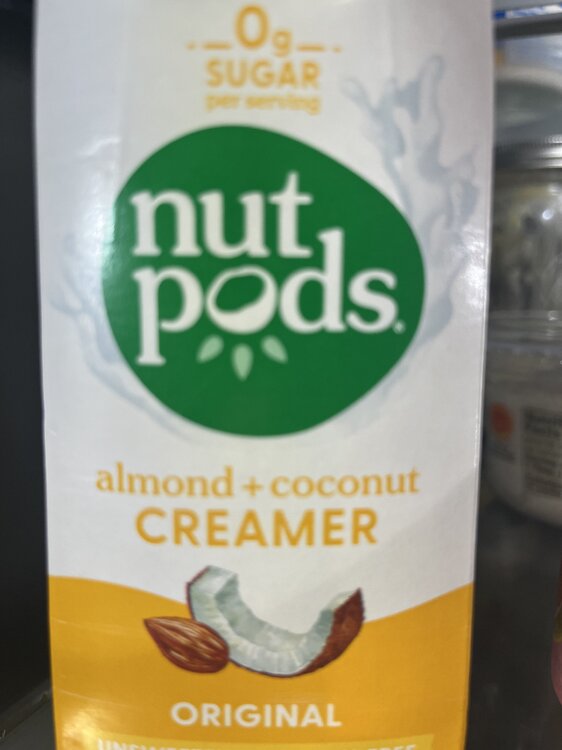 0g
SUGAR
per serving
nut
pods.
almond + coconut
CREAMER
ORIGINAL